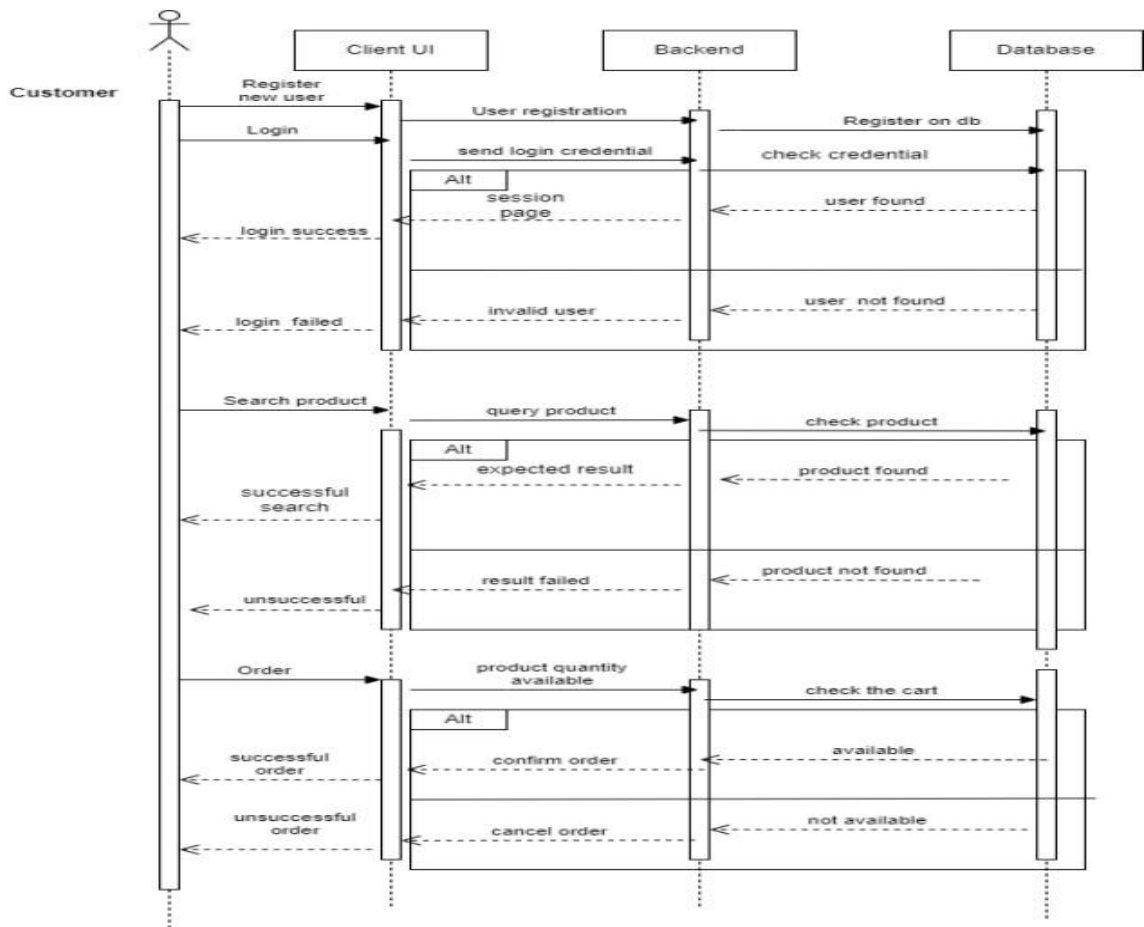 Client UI
Backend
Database
Customer
Register
new user
User registration
Register on db
Login
send login credential
check credential
Alt
session
page
user found
login success
user not found
invalid user
login failed
Search product
query product
check product
Alt
expected result
product found
successful
search
product not found
result failed
unsuccessful
Order
product quantity
available
check the cart
Alt
available
confirm order
successful
order
unsuccessful
order
not available
cancel order